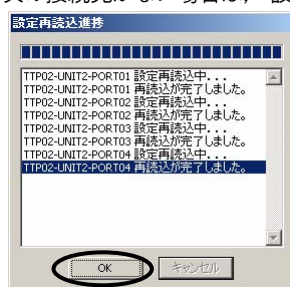 設定再読込進捗
TTP02-UNIT2-PORT01 設定再読込中...
TTP02-UNIT2-PORT01 再読込が完了しました。
TTP02-UNIT2-PORT02 設定再読込中...
TTP02-UNIT2-PORT02 再読込が完了しました。
TTP02-UNIT2-PORT03 設定再読込中...
TTP02-UNIT2-PORT03 再読込が完了しました。
TTP02-UNIT2-PORT04 設定再読込中...
TTP02-UNIT2-PORT04 再読込が完了しました。
OK
キャンセル